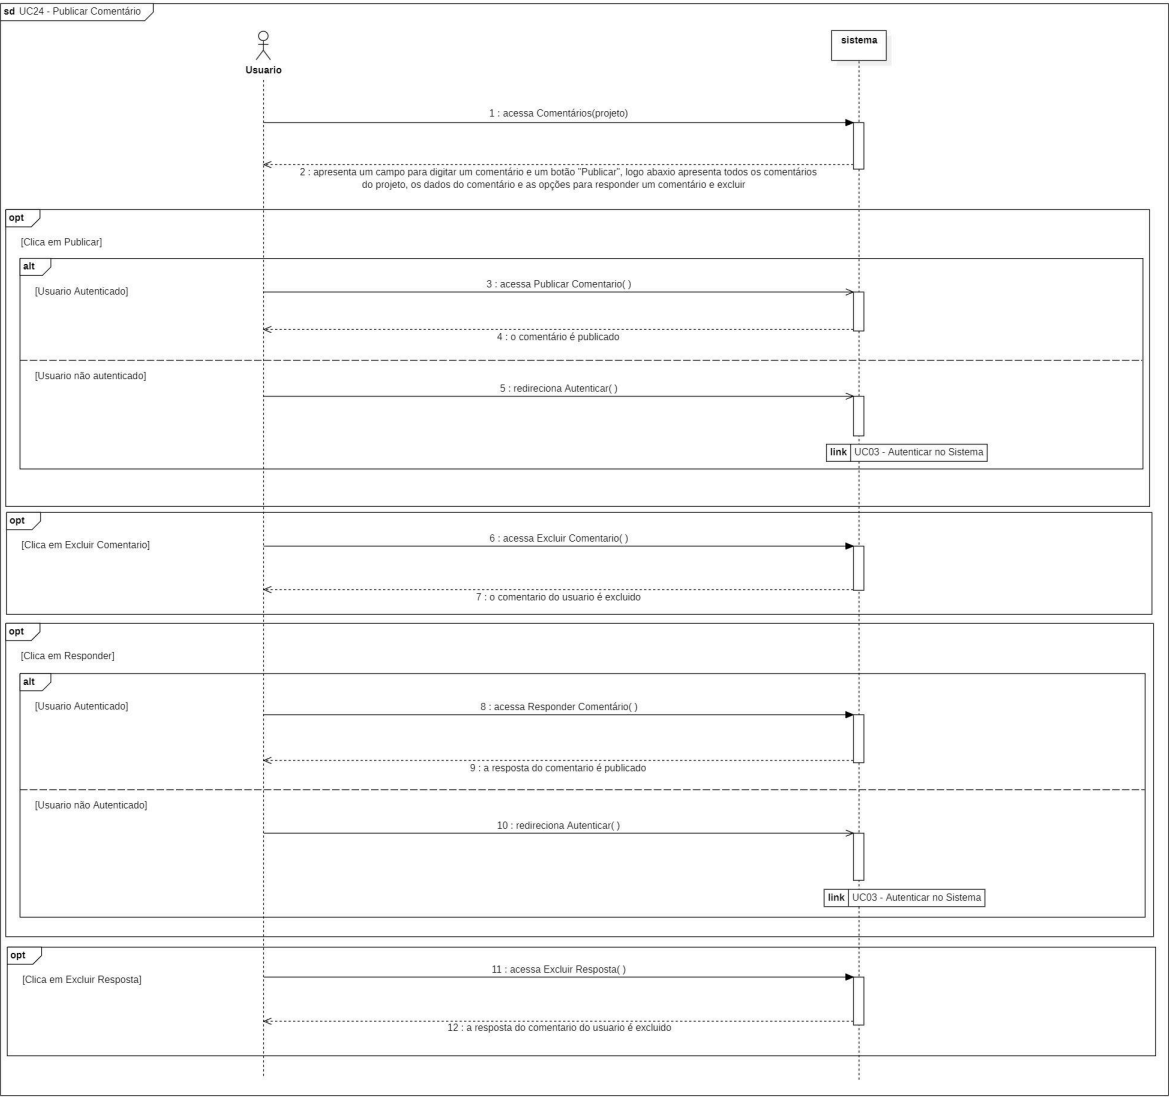 sd UC24 - Publicar Comentário
Usuario
sistema
1 : acessa Comentários(projeto)
2 : apresenta um campo para digitar um comentário e um botão "Publicar", logo abaxio apresenta todos os comentários
do projeto, os dados do comentário e as opções para responder um comentário e excluir
opt
[Clica em Publicar]
alt
[Usuario Autenticado]
3 : acessa Publicar Comentario( )
4 : o comentário é publicado
[Usuario não autenticado]
5 : redireciona Autenticar( )
link UC03 - Autenticar no Sistema
opt
[Clica em Excluir Comentario]
6 : acessa Excluir Comentario( )
7 : o comentario do usuario é excluido
opt
[Clica em Responder]
alt
[Usuario Autenticado]
8 : acessa Responder Comentário( )
9 : a resposta do comentario é publicado
[Usuario não Autenticado]
10 : redireciona Autenticar( )
link UC03 - Autenticar no Sistema
opt
[Clica em Excluir Resposta]
11 : acessa Excluir Resposta( )
12 : a resposta do comentario do usuario é excluido